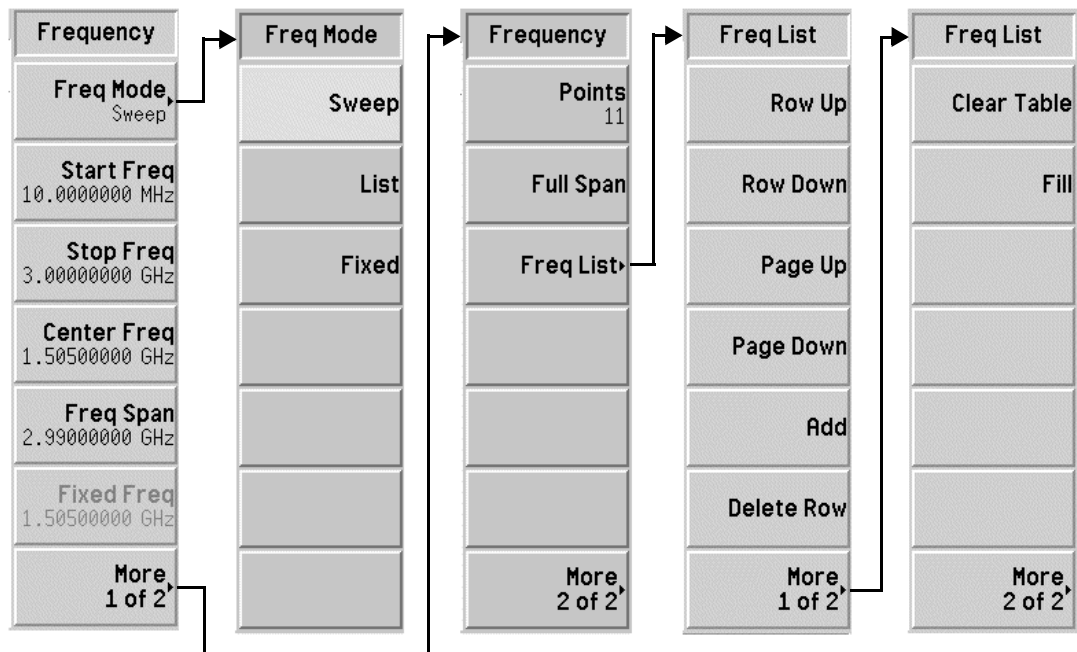 Frequency
Freq Mode
Sweep
Start Freq
10.0000000 MHz
Stop Freq
3.00000000 GHz
Center Freq
1.50500000 GHz
Freq Span
2.99000000 GHz
Fixed Freq
1.50500000 GHz
More
1 of 2
Freq Mode
Sweep
List
Fixed
Frequency
Points
11
Full Span
Freq List
More
2 of 2
Freq List
Row Up
Row Down
Page Up
Page Down
Add
Delete Row
More
1 of 2
Freq List
Clear Table
Fill
More
2 of 2